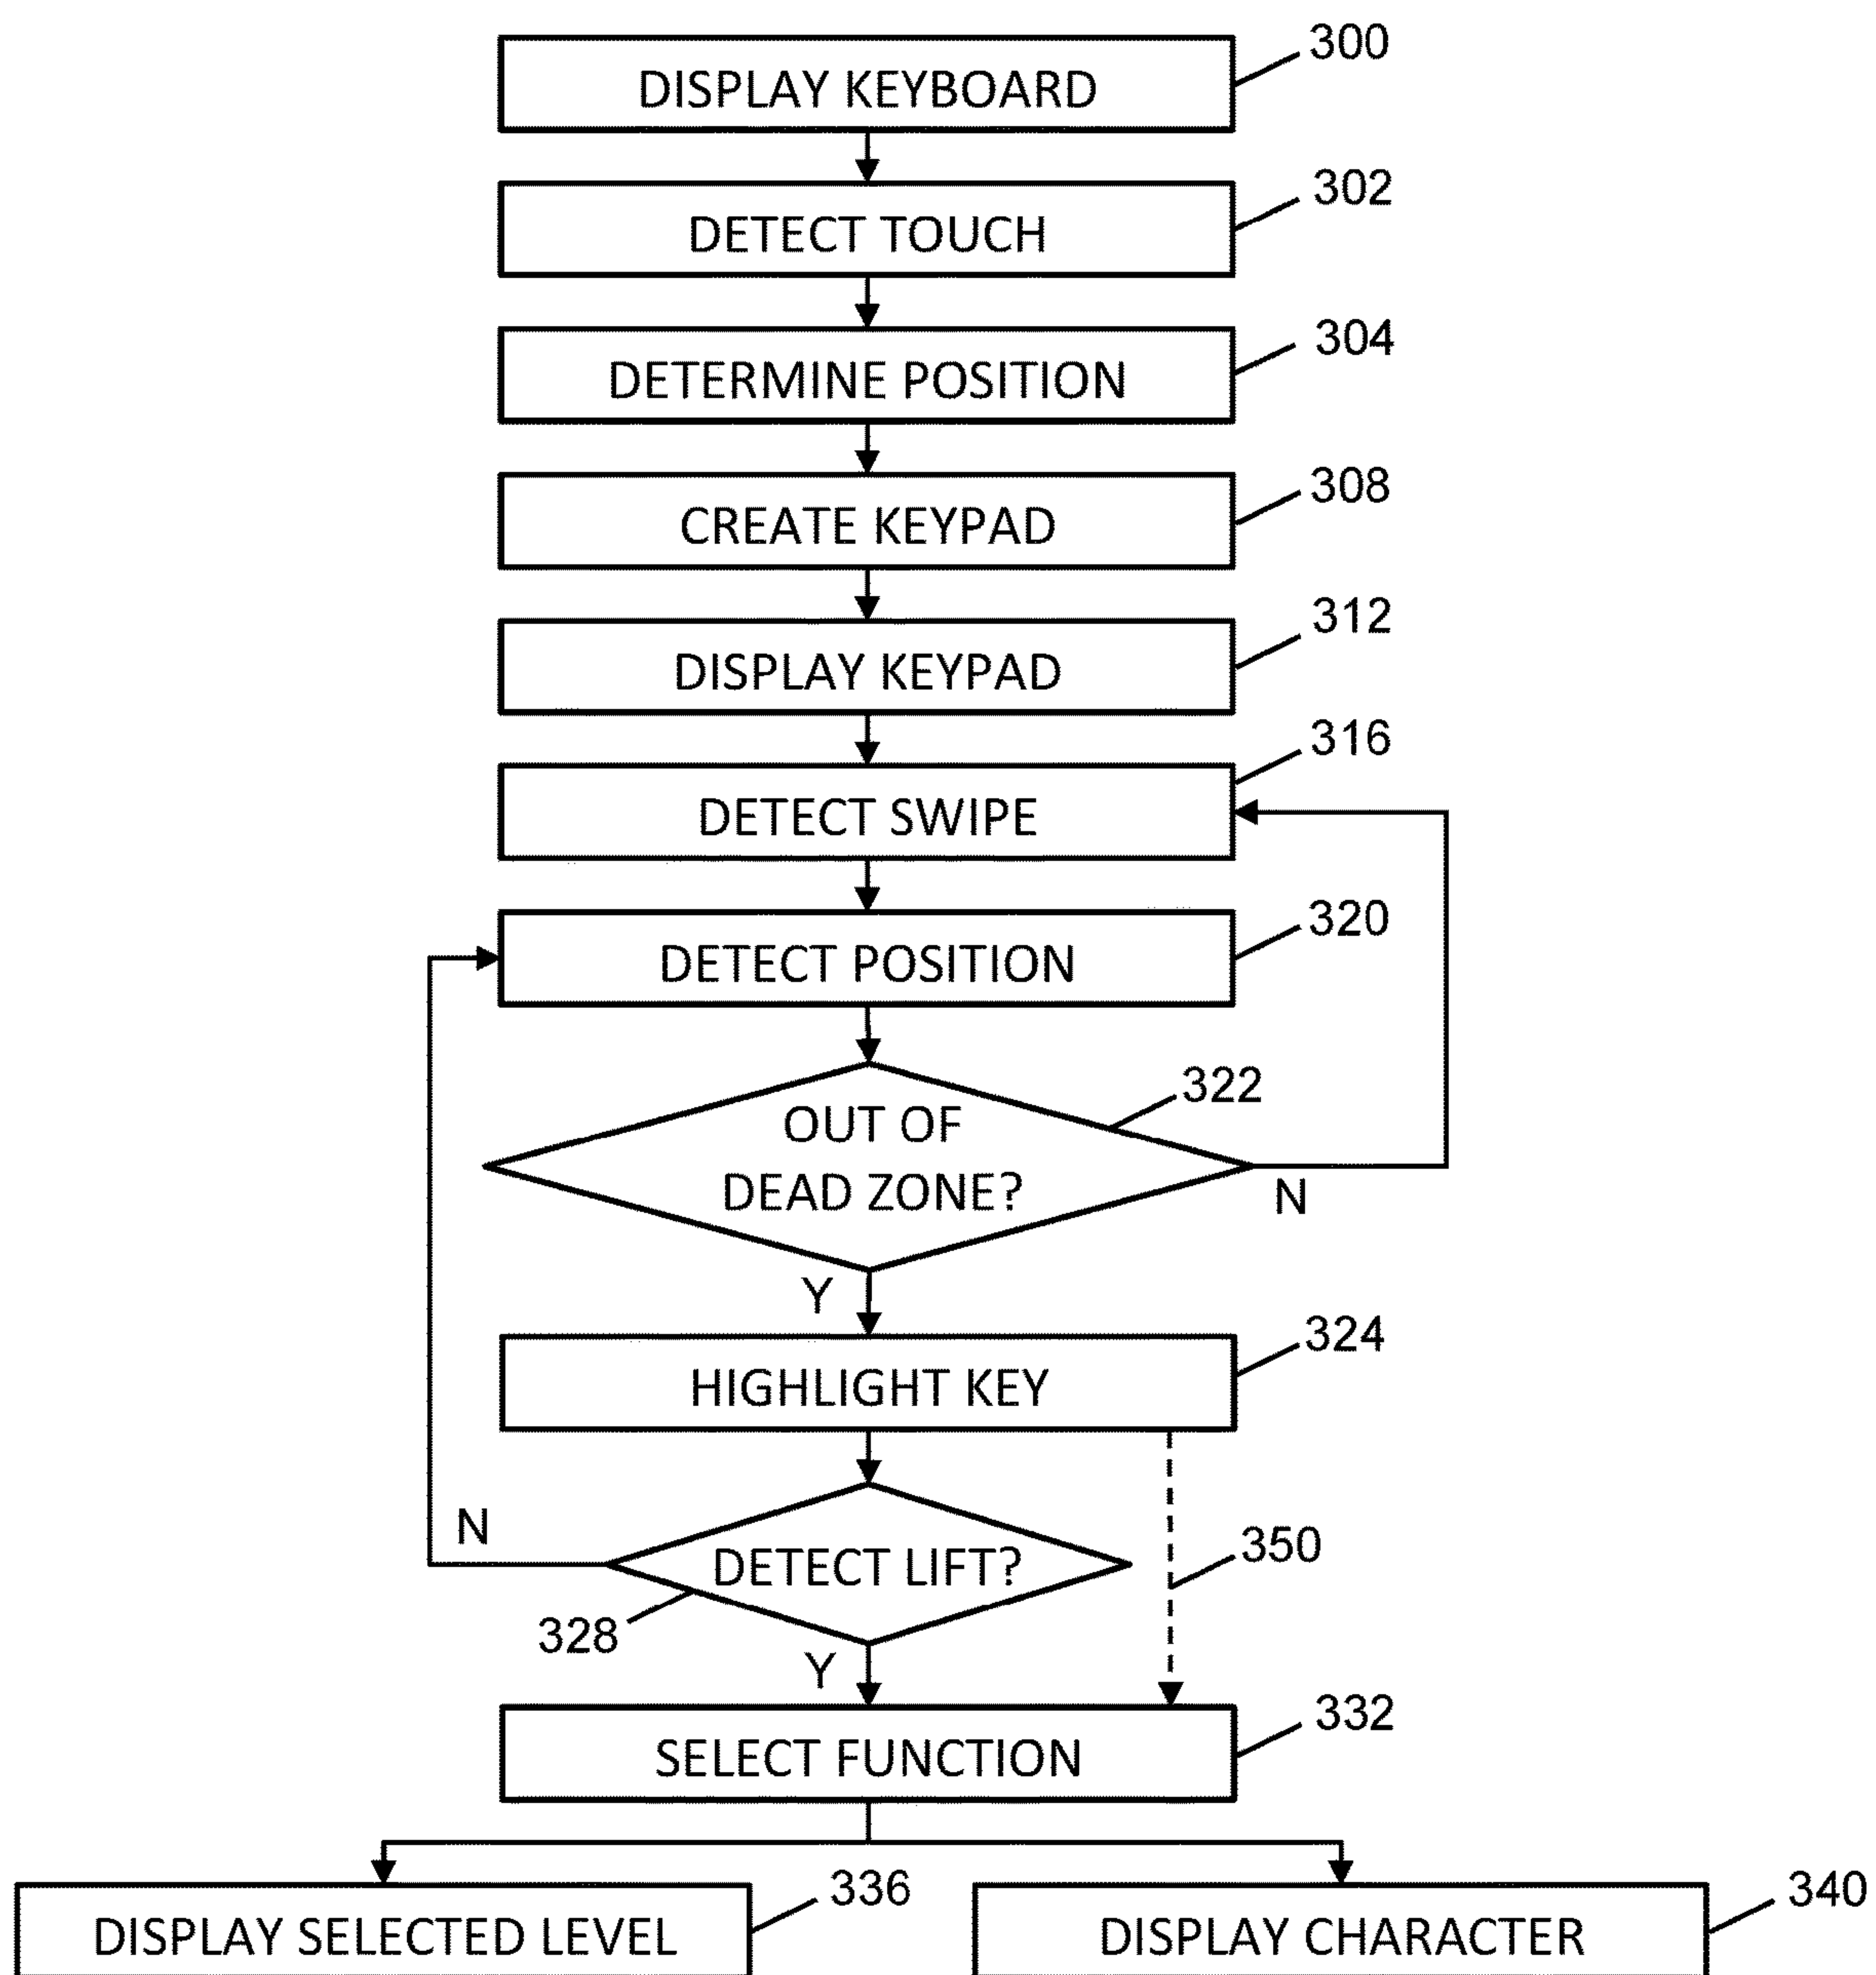 300
DISPLAY KEYBOARD
302
DETECT TOUCH
304
DETERMINE POSITION
308
CREATE KEYPAD
312
DISPLAY KEYPAD
316
DETECT SWIPE
320
DETECT POSITION
322
OUT OF
DEAD ZONE?
N
Y
324
HIGHLIGHT KEY
N
350
DETECT LIFT?
328
Y
332
SELECT FUNCTION
336
340
DISPLAY SELECTED LEVEL
DISPLAY CHARACTER